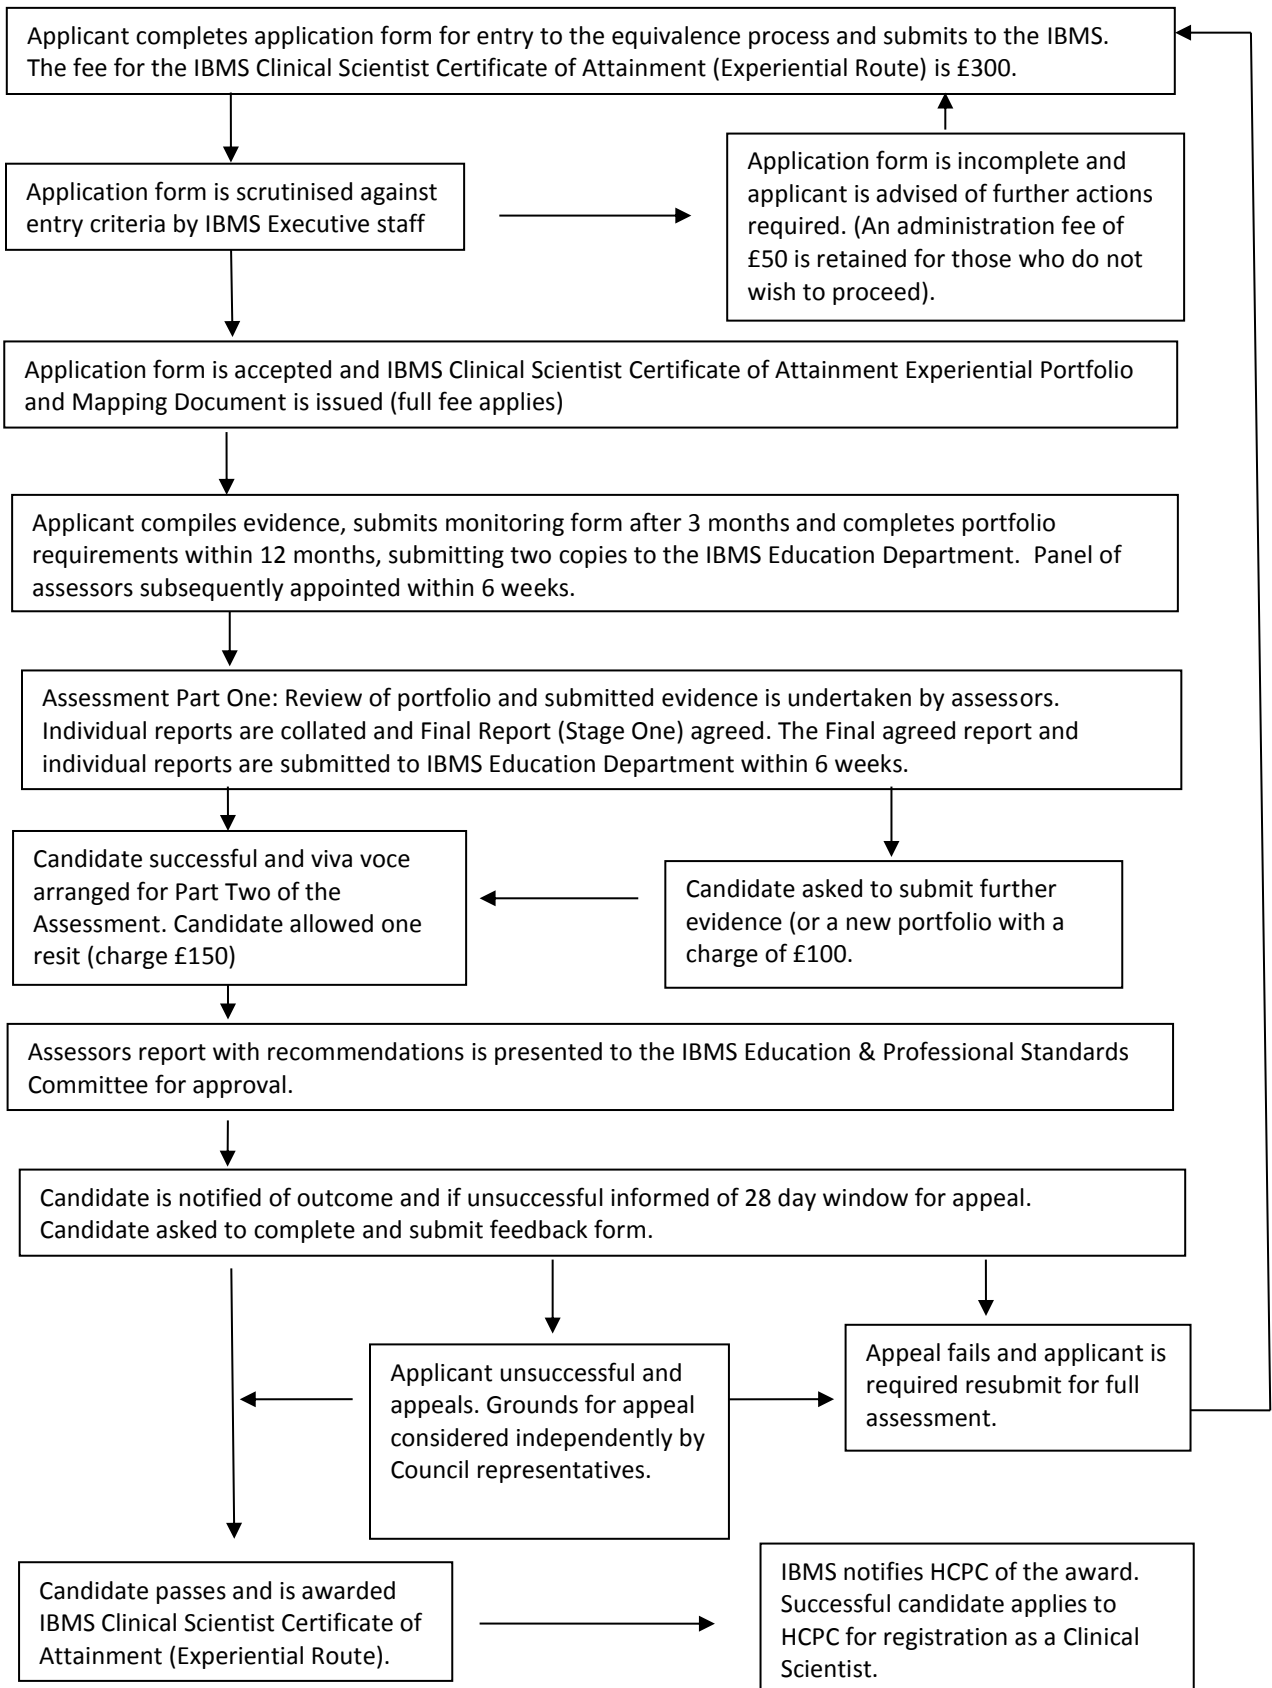 Applicant completes application form for entry to the equivalence process and submits to the IBMS.
The fee for the IBMS Clinical Scientist Certificate of Attainment (Experiential Route) is £300.
Application form is scrutinised against
entry criteria by IBMS Executive staff
Application form is incomplete and
applicant is advised of further actions
required. (An administration fee of
£50 is retained for those who do not
wish to proceed).
Application form is accepted and IBMS Clinical Scientist Certificate of Attainment Experiential Portfolio
and Mapping Document is issued (full fee applies)
Applicant compiles evidence, submits monitoring form after 3 months and completes portfolio
requirements within 12 months, submitting two copies to the IBMS Education Department.  Panel of
assessors subsequently appointed within 6 weeks.
Assessment Part One: Review of portfolio and submitted evidence is undertaken by assessors.
Individual reports are collated and Final Report (Stage One) agreed. The Final agreed report and
individual reports are submitted to IBMS Education Department within 6 weeks.
Candidate successful and viva voce
arranged for Part Two of the
Assessment. Candidate allowed one
resit (charge £150)
Candidate asked to submit further
evidence (or a new portfolio with a
charge of £100.
Assessors report with recommendations is presented to the IBMS Education & Professional Standards
Committee for approval.
Candidate is notified of outcome and if unsuccessful informed of 28 day window for appeal.
Candidate asked to complete and submit feedback form.
Applicant unsuccessful and
appeals. Grounds for appeal
considered independently by
Council representatives.
Appeal fails and applicant is
required resubmit for full
assessment.
Candidate passes and is awarded
IBMS Clinical Scientist Certificate of
Attainment (Experiential Route).
IBMS notifies HCPC of the award.
Successful candidate applies to
HCPC for registration as a Clinical
Scientist.